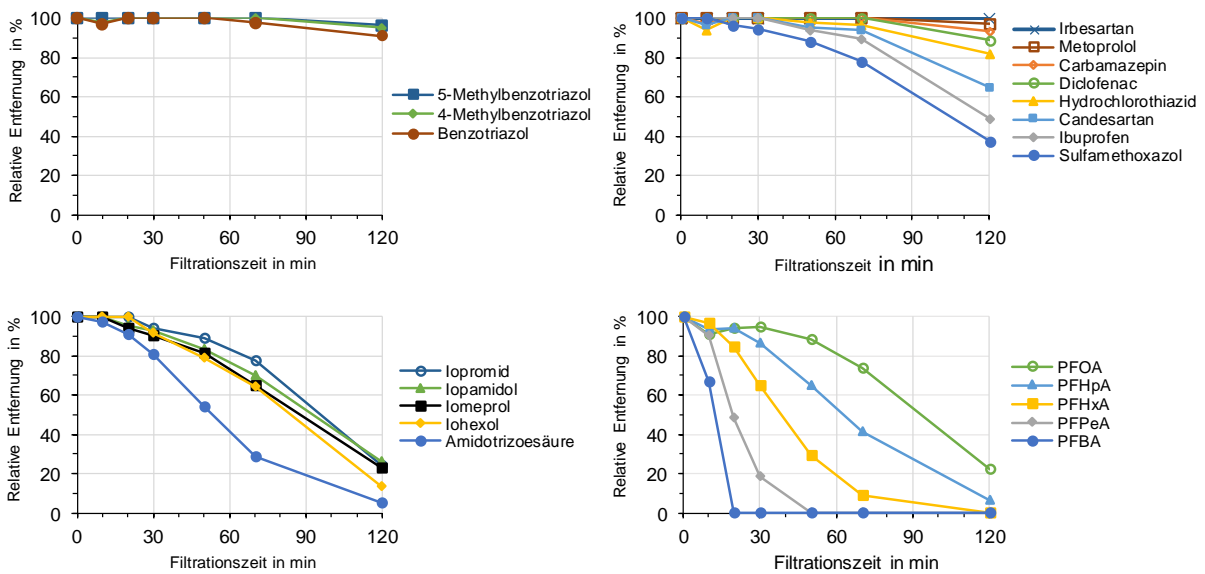 Relative Entfernung in %
100
80
60
40
20
0
0 30 60 90 120
Filtrationszeit in min
5-Methylbenzotriazol
4-Methylbenzotriazol
Benzotriazol
Relative Entfernung in %
100
80
60
40
20
0
0 30 60 90 120
Filtrationszeit in min
Irbesartan
Metoprolol
Carbamazepin
Diclofenac
Hydrochlorothiazid
Candesartan
Ibuprofen
Sulfamethoxazol
Relative Entfernung in %
100
80
60
40
20
0
0 30 60 90 120
Filtrationszeit in min
Iopromid
Iopamidol
Iomeprol
Iohexol
Amidotrizoesäure
Relative Entfernung in %
100
80
60
40
20
0
0 30 60 90 120
Filtrationszeit in min
PFOA
PFHpA
PFHxA
PFPeA
PFBA